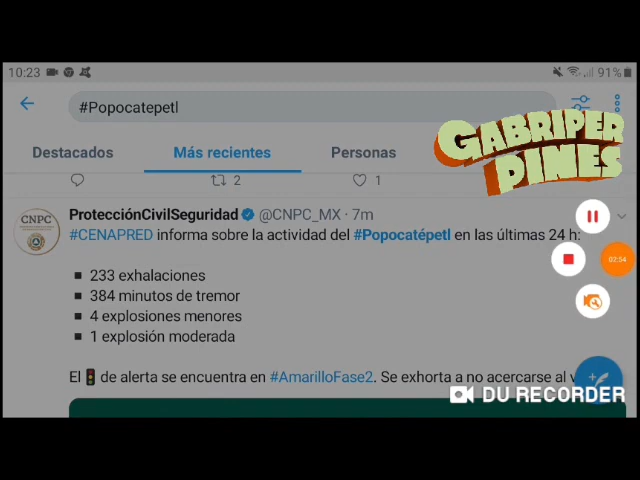 10:23 91%
#Popocatepetl
GABRIPER
PINES
Destacados Más recientes Personas
2 1
ProtecciónCivilSeguridad @CNPC_MX · 7m
CNPC
#CENAPRED informa sobre la actividad del #Popocatépetl en las últimas 24 h:
02:54
▪ 233 exhalaciones
▪ 384 minutos de tremor
▪ 4 explosiones menores
▪ 1 explosión moderada
El 🚦 de alerta se encuentra en #AmarilloFase2. Se exhorta a no acercarse al v
DU RECORDER